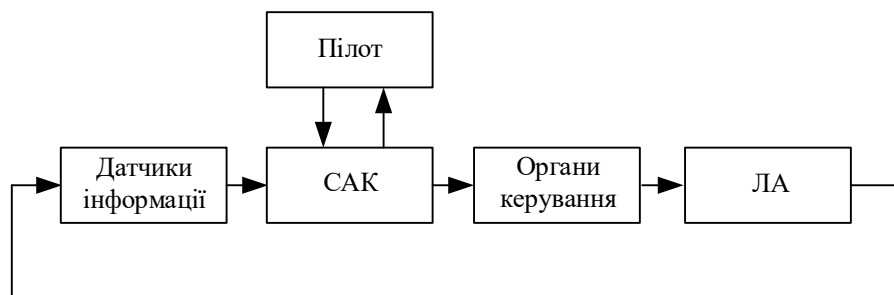 Пілот
Датчики
інформації
САК
Органи
керування
ЛА